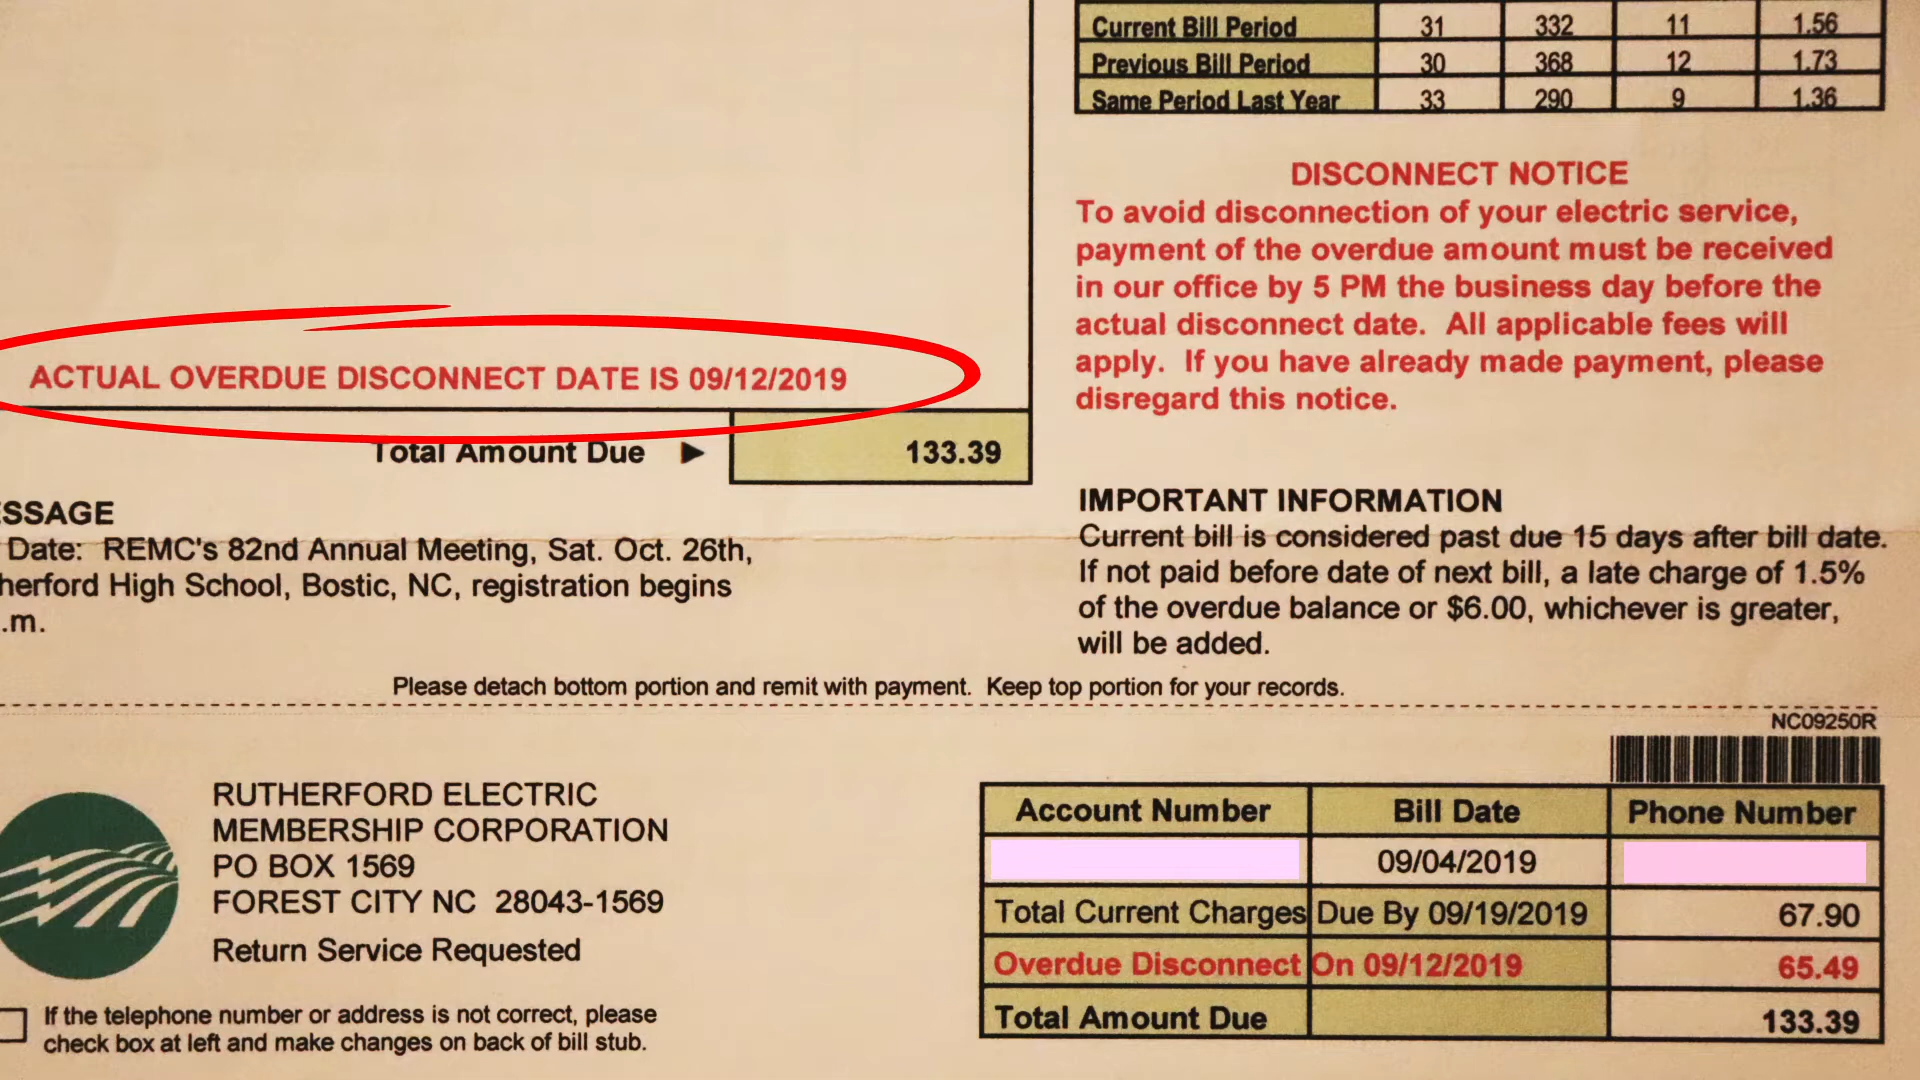 Current Bill Period 31 332 11 1.56
Previous Bill Period 30 368 12 1.73
Same Period Last Year 33 290 9 1.36
DISCONNECT NOTICE
To avoid disconnection of your electric service,
payment of the overdue amount must be received
in our office by 5 PM the business day before the
actual disconnect date. All applicable fees will
apply. If you have already made payment, please
disregard this notice.
ACTUAL OVERDUE DISCONNECT DATE IS 09/12/2019
Total Amount Due ► 133.39
SSAGE
Date: REMC's 82nd Annual Meeting, Sat. Oct. 26th,
herford High School, Bostic, NC, registration begins
.m.
IMPORTANT INFORMATION
Current bill is considered past due 15 days after bill date.
If not paid before date of next bill, a late charge of 1.5%
of the overdue balance or $6.00, whichever is greater,
will be added.
Please detach bottom portion and remit with payment. Keep top portion for your records.
NC09250R
RUTHERFORD ELECTRIC
MEMBERSHIP CORPORATION
PO BOX 1569
FOREST CITY NC 28043-1569
Return Service Requested
If the telephone number or address is not correct, please
check box at left and make changes on back of bill stub.
Account Number Bill Date Phone Number
09/04/2019
Total Current Charges Due By 09/19/2019 67.90
Overdue Disconnect On 09/12/2019 65.49
Total Amount Due 133.39